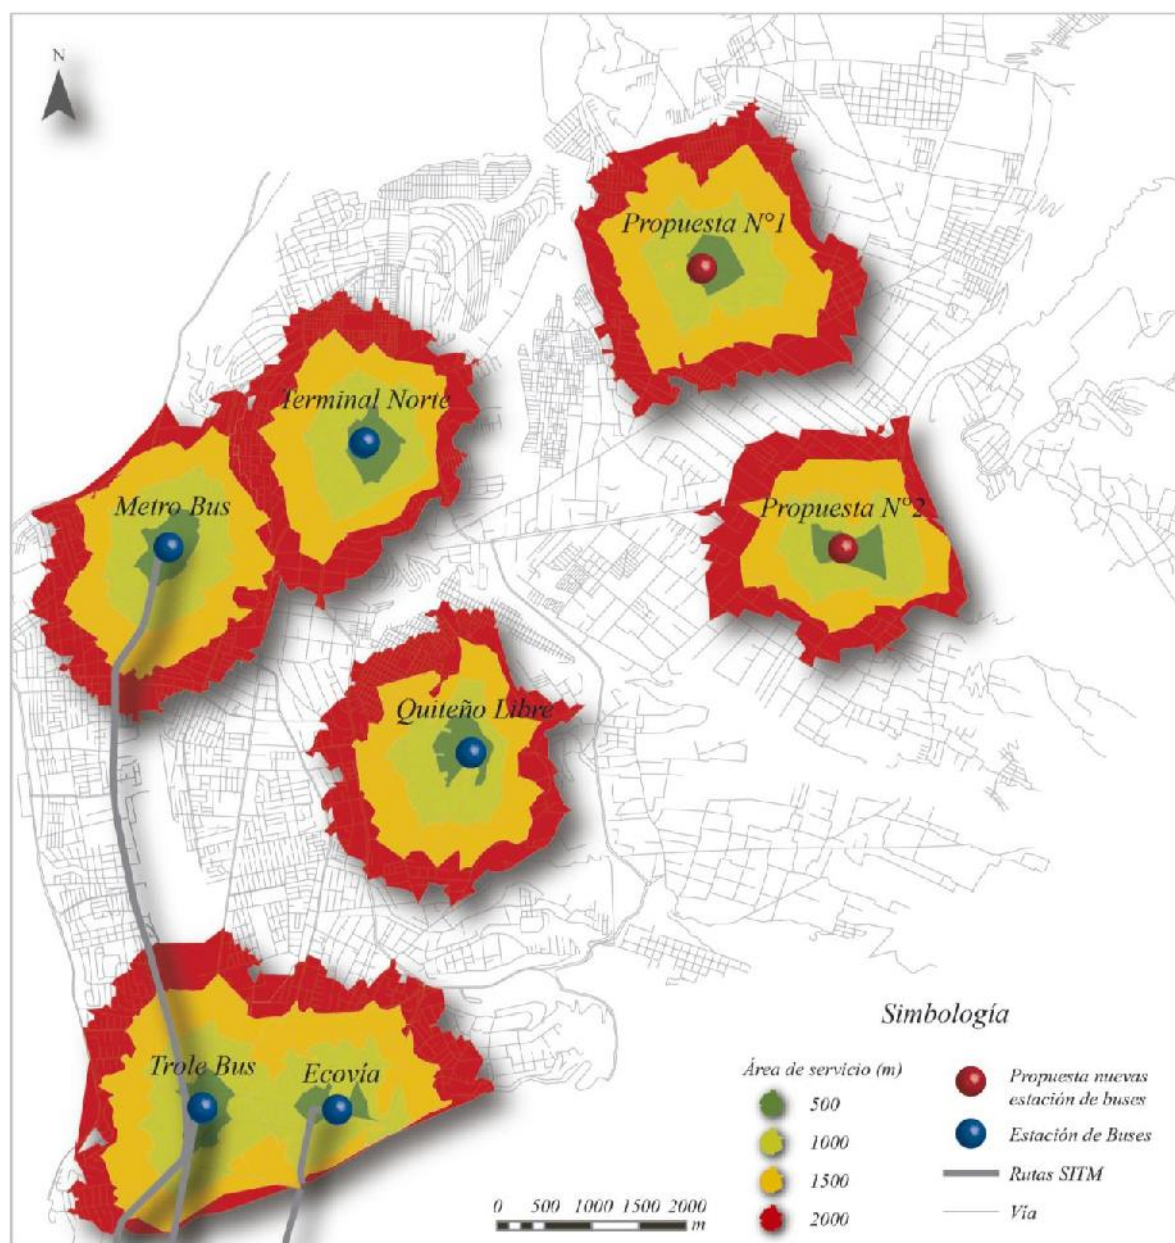 N
Propuesta N°1
Terminal Norte
Metro Bus
Propuesta N°2
Quiteño Libre
Trole Bus
Ecovía
Simbología
Área de servicio (m)
500
1000
1500
2000
Propuesta nuevas
estación de buses
Estación de Buses
Rutas SITM
Vía
0 500 1000 1500 2000
m